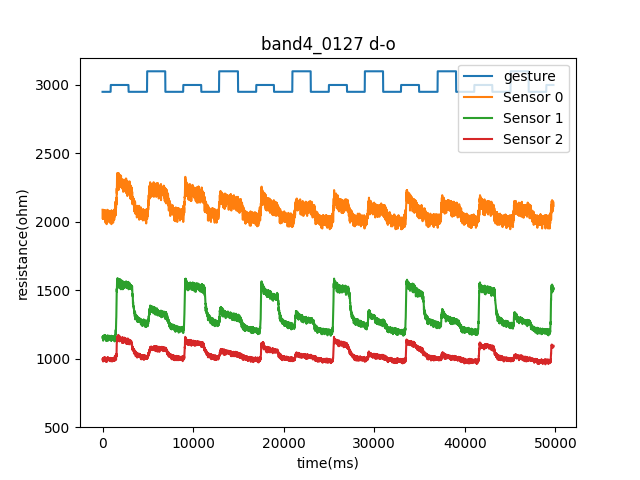 band4_0127 d-o
gesture
Sensor 0
Sensor 1
Sensor 2
3000
2500
2000
1500
1000
500
resistance(ohm)
0 10000 20000 30000 40000 50000
time(ms)